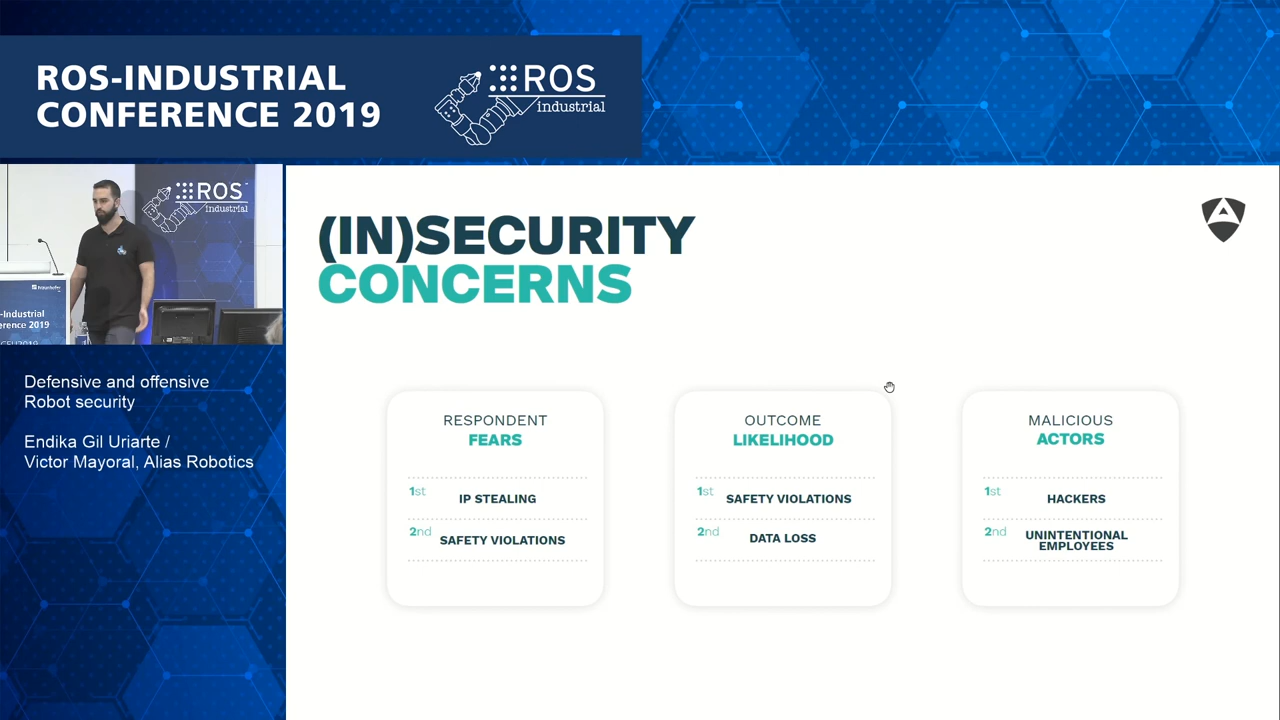 ROS-INDUSTRIAL
CONFERENCE 2019
ROS
industrial
ROS
industrial
Fraunhofer
-Industrial
erence 2019
Defensive and offensive
Robot security
Endika Gil Uriarte /
Victor Mayoral, Alias Robotics
(IN)SECURITY
CONCERNS
RESPONDENT
FEARS
1st IP STEALING
2nd SAFETY VIOLATIONS
OUTCOME
LIKELIHOOD
1st SAFETY VIOLATIONS
2nd DATA LOSS
MALICIOUS
ACTORS
1st HACKERS
2nd UNINTENTIONAL
EMPLOYEES